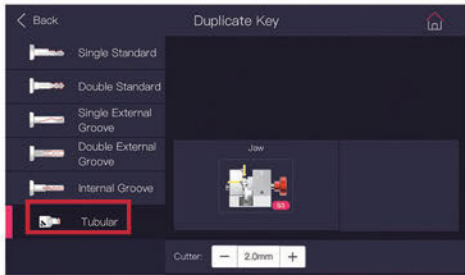 Back
Duplicate Key
Single Standard
Double Standard
Single External
Groove
Double External
Groove
Internal Groove
Tubular
Jaw
S3
Cutter: − 2.0mm +